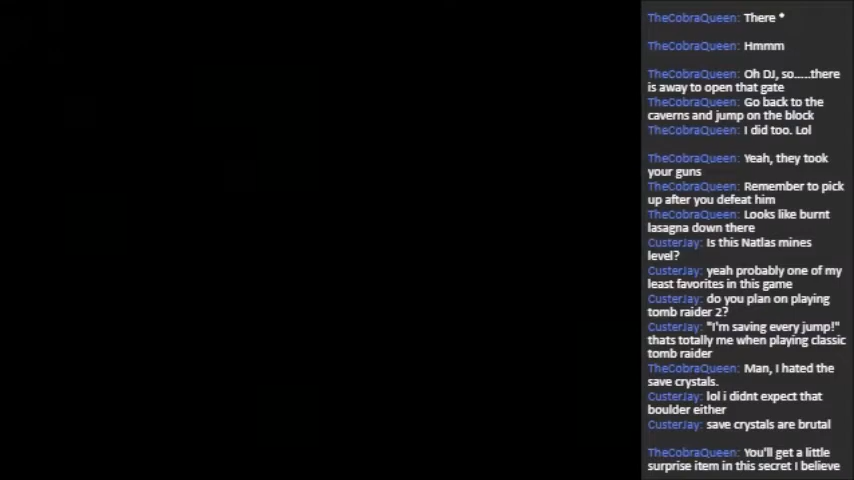 TheCobraQueen: There *
TheCobraQueen: Hmmm
TheCobraQueen: Oh DJ, so.....there
is away to open that gate
TheCobraQueen: Go back to the
caverns and jump on the block
TheCobraQueen: I did too. Lol
TheCobraQueen: Yeah, they took
your guns
TheCobraQueen: Remember to pick
up after you defeat him
TheCobraQueen: Looks like burnt
lasagna down there
CusterJay: Is this Natlas mines
level?
CusterJay: yeah probably one of my
least favorites in this game
CusterJay: do you plan on playing
tomb raider 2?
CusterJay: "I'm saving every jump!"
thats totally me when playing classic
tomb raider
TheCobraQueen: Man, I hated the
save crystals.
CusterJay: lol i didnt expect that
boulder either
CusterJay: save crystals are brutal
TheCobraQueen: You'll get a little
surprise item in this secret I believe